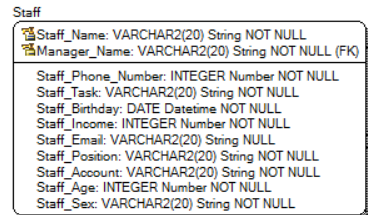 Staff
Staff_Name: VARCHAR2(20) String NOT NULL
Manager_Name: VARCHAR2(20) String NOT NULL (FK)
Staff_Phone_Number: INTEGER Number NOT NULL
Staff_Task: VARCHAR2(20) String NOT NULL
Staff_Birthday: DATE Datetime NOT NULL
Staff_Income: INTEGER Number NOT NULL
Staff_Email: VARCHAR2(20) String NULL
Staff_Position: VARCHAR2(20) String NOT NULL
Staff_Account: VARCHAR2(20) String NOT NULL
Staff_Age: INTEGER Number NOT NULL
Staff_Sex: VARCHAR2(20) String NOT NULL